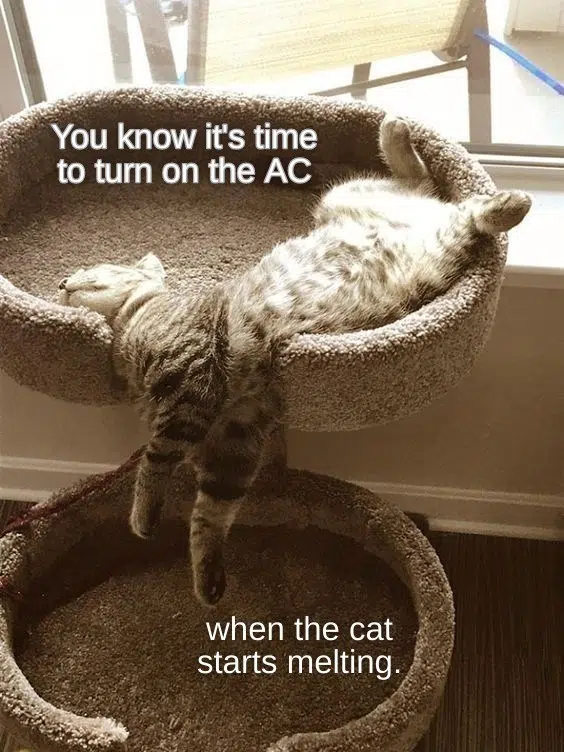 You know it's time
to turn on the AC
when the cat
starts melting.